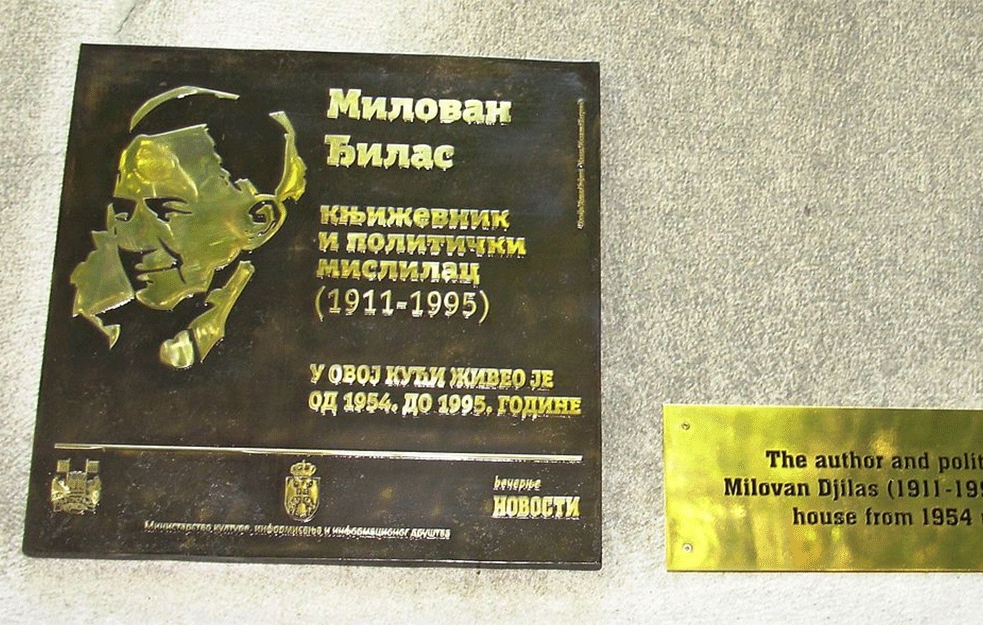 Милован
Ђилас
књижевник
и политички
мислилац
(1911-1995)
У ОВОЈ КУЋИ ЖИВЕО ЈЕ
ОД 1954. ДО 1995. ГОДИНЕ
Вечерње
НОВОСТИ
Министарство културе, информисања и информационог друштва
The author and polit
Milovan Djilas (1911-199
house from 1954